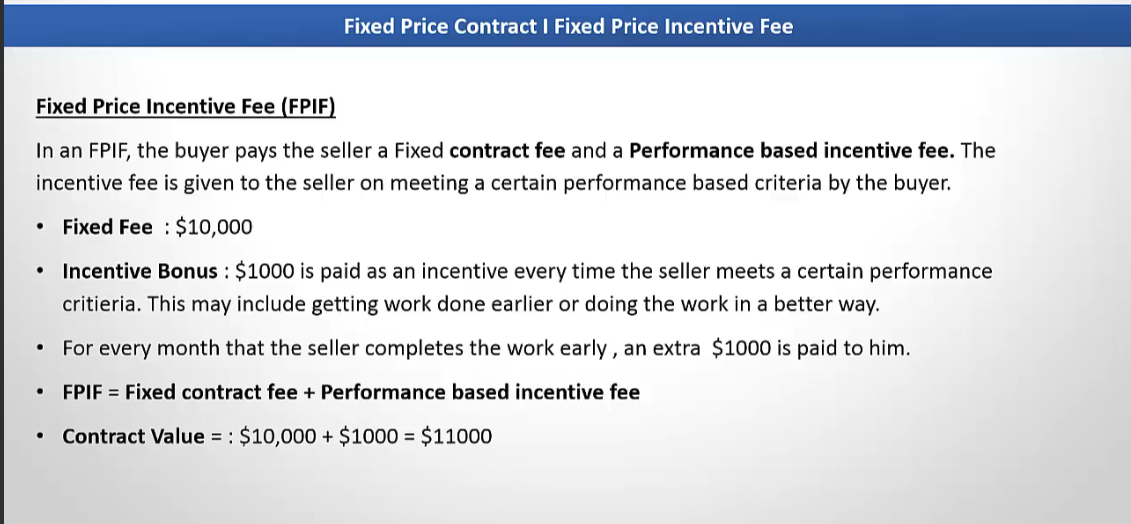 Fixed Price Contract I Fixed Price Incentive Fee
Fixed Price Incentive Fee (FPIF)
In an FPIF, the buyer pays the seller a Fixed contract fee and a Performance based incentive fee. The
incentive fee is given to the seller on meeting a certain performance based criteria by the buyer.
• Fixed Fee : $10,000
• Incentive Bonus : $1000 is paid as an incentive every time the seller meets a certain performance
critieria. This may include getting work done earlier or doing the work in a better way.
• For every month that the seller completes the work early , an extra $1000 is paid to him.
• FPIF = Fixed contract fee + Performance based incentive fee
• Contract Value = : $10,000 + $1000 = $11000